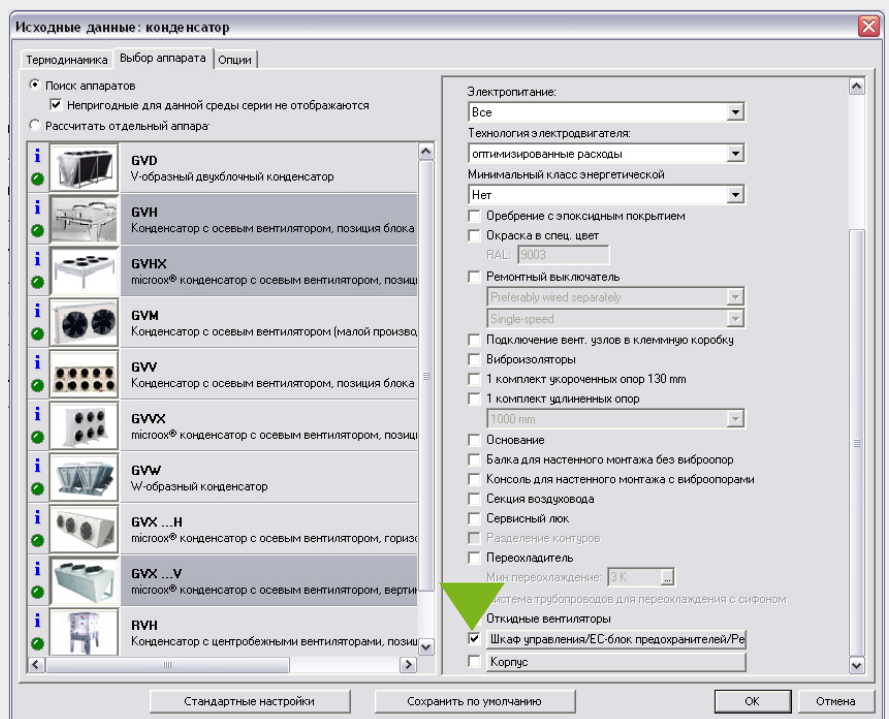 Исходные данные: конденсатор
Термодинамика
Выбор аппарата
Опции
Поиск аппаратов
Непригодные для данной среды серии не отображаются
Рассчитать отдельный аппара
GVD
V-образный двухблочный конденсатор
GVH
Конденсатор с осевым вентилятором, позиция блока
GVHX
microox® конденсатор с осевым вентилятором, позиц
GVM
Конденсатор с осевым вентилятором (малой произво
GVV
Конденсатор с осевым вентилятором, позиция блока
GVVX
microox® конденсатор с осевым вентилятором, позиц
GVW
W-образный конденсатор
GVX ...H
microox® конденсатор с осевым вентилятором, горизо
GVX ...V
microox® конденсатор с осевым вентилятором, верти
RVH
Конденсатор с центробежными вентиляторами, позиц
Электропитание:
Все
Технология электродвигателя:
оптимизированные расходы
Минимальный класс энергетической
Нет
Оребрение с эпоксидным покрытием
Окраска в спец. цвет
RAL: 9003
Ремонтный выключатель
Preferably wired separately
Single-speed
Подключение вент. узлов в клеммную коробку
Виброизоляторы
1 комплект укороченных опор 130 mm
1 комплект удлиненных опор
1000 mm
Основание
Балка для настенного монтажа без виброопор
Консоль для настенного монтажа с виброопорами
Секция воздуховода
Сервисный люк
Разделение контуров
Переохладитель
Мин.переохлаждение: 3 K ...
система трубопроводов для переохлаждения с сифоном
Откидные вентиляторы
Шкаф управления/ЕС-блок предохранителей/Ре
Корпус
Стандартные настройки
Сохранить по умолчанию
OK
Отмена